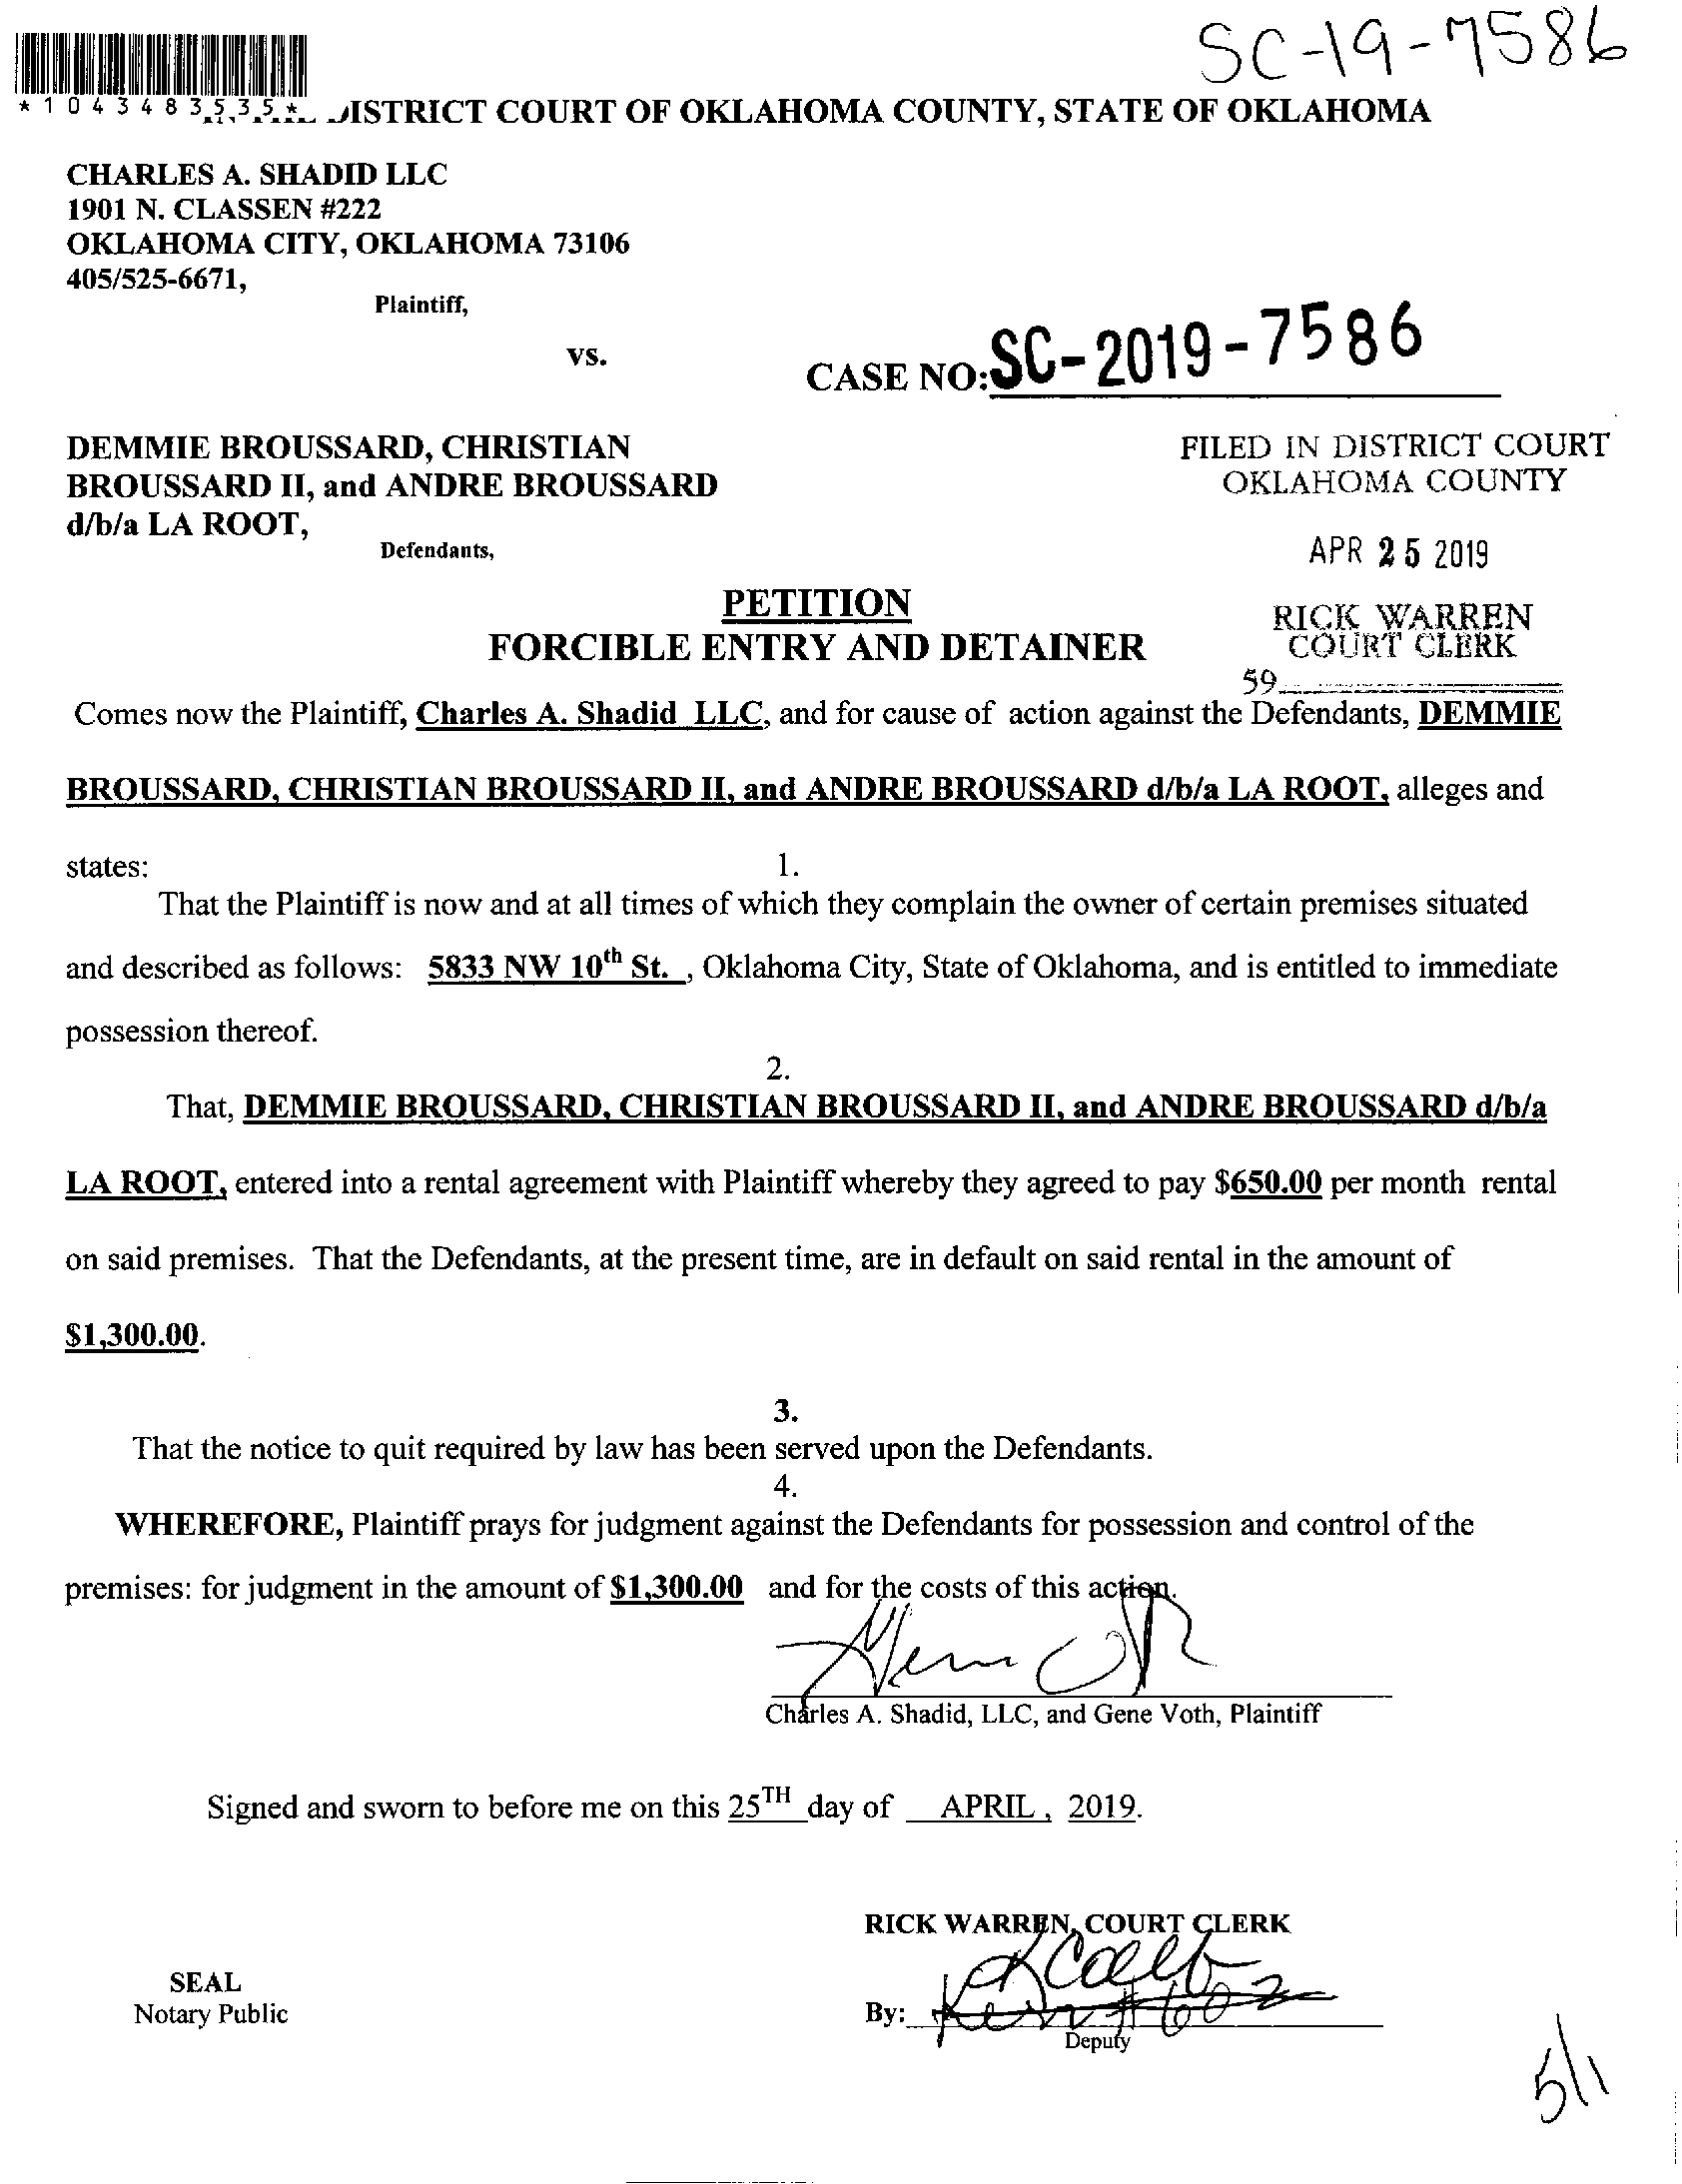 SC-19-7586
*1043483535* DISTRICT COURT OF OKLAHOMA COUNTY, STATE OF OKLAHOMA
CHARLES A. SHADID LLC
1901 N. CLASSEN #222
OKLAHOMA CITY, OKLAHOMA 73106
405/525-6671,
Plaintiff,
vs.
CASE NO: SC-2019-7586
DEMMIE BROUSSARD, CHRISTIAN
BROUSSARD II, and ANDRE BROUSSARD
d/b/a LA ROOT,
Defendants,
FILED IN DISTRICT COURT
OKLAHOMA COUNTY
APR 25 2019
RICK WARREN
COURT CLERK
59
PETITION
FORCIBLE ENTRY AND DETAINER
Comes now the Plaintiff, Charles A. Shadid LLC, and for cause of action against the Defendants, DEMMIE
BROUSSARD, CHRISTIAN BROUSSARD II, and ANDRE BROUSSARD d/b/a LA ROOT, alleges and
states:
1.
That the Plaintiff is now and at all times of which they complain the owner of certain premises situated
and described as follows: 5833 NW 10th St. , Oklahoma City, State of Oklahoma, and is entitled to immediate
possession thereof.
2.
That, DEMMIE BROUSSARD, CHRISTIAN BROUSSARD II, and ANDRE BROUSSARD d/b/a
LA ROOT, entered into a rental agreement with Plaintiff whereby they agreed to pay $650.00 per month rental
on said premises. That the Defendants, at the present time, are in default on said rental in the amount of
$1,300.00.
3.
That the notice to quit required by law has been served upon the Defendants.
4.
WHEREFORE, Plaintiff prays for judgment against the Defendants for possession and control of the
premises: for judgment in the amount of $1,300.00 and for the costs of this action.
Charles A. Shadid, LLC, and Gene Voth, Plaintiff
Signed and sworn to before me on this 25TH day of APRIL , 2019.
RICK WARREN, COURT CLERK
SEAL
Notary Public
By:
#602
Deputy
5/1